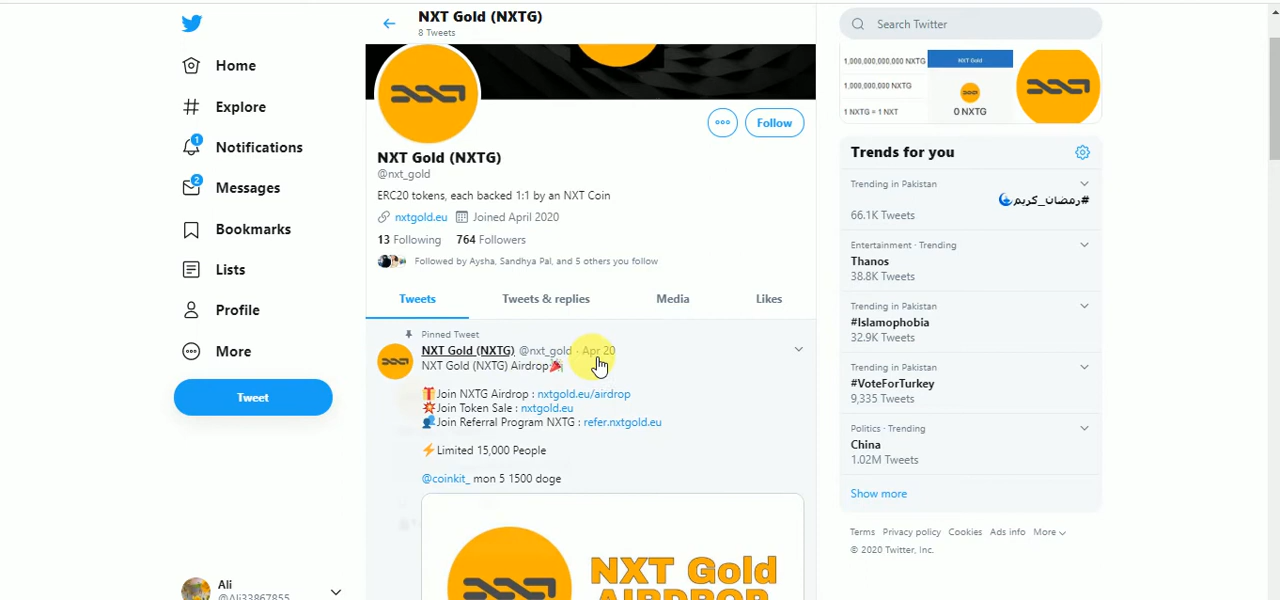 Home
Explore
1
Notifications
2
Messages
Bookmarks
Lists
Profile
More
Tweet
Ali
@Ali33867855
NXT Gold (NXTG)
8 Tweets
Follow
NXT Gold (NXTG)
@nxt_gold
ERC20 tokens, each backed 1:1 by an NXT Coin
nxtgold.eu Joined April 2020
13 Following 764 Followers
Followed by Aysha, Sandhya Pal, and 5 others you follow
Tweets Tweets & replies Media Likes
Pinned Tweet
NXT Gold (NXTG) @nxt_gold · Apr 20
NXT Gold (NXTG) Airdrop🎉
🎁Join NXTG Airdrop : nxtgold.eu/airdrop
💥Join Token Sale : nxtgold.eu
👥Join Referral Program NXTG : refer.nxtgold.eu
⚡Limited 15,000 People
@coinkit_ mon 5 1500 doge
NXT Gold
AIRDROP
Search Twitter
1,000,000,000,000 NXTG
1,000,000,000 NXTG
1 NXTG = 1 NXT
NXT Gold
0 NXTG
Trends for you
Trending in Pakistan
#رمضان_كريم🌙
66.1K Tweets
Entertainment · Trending
Thanos
38.8K Tweets
Trending in Pakistan
#Islamophobia
32.9K Tweets
Trending in Pakistan
#VoteForTurkey
9,335 Tweets
Politics · Trending
China
1.02M Tweets
Show more
Terms Privacy policy Cookies Ads info More
© 2020 Twitter, Inc.